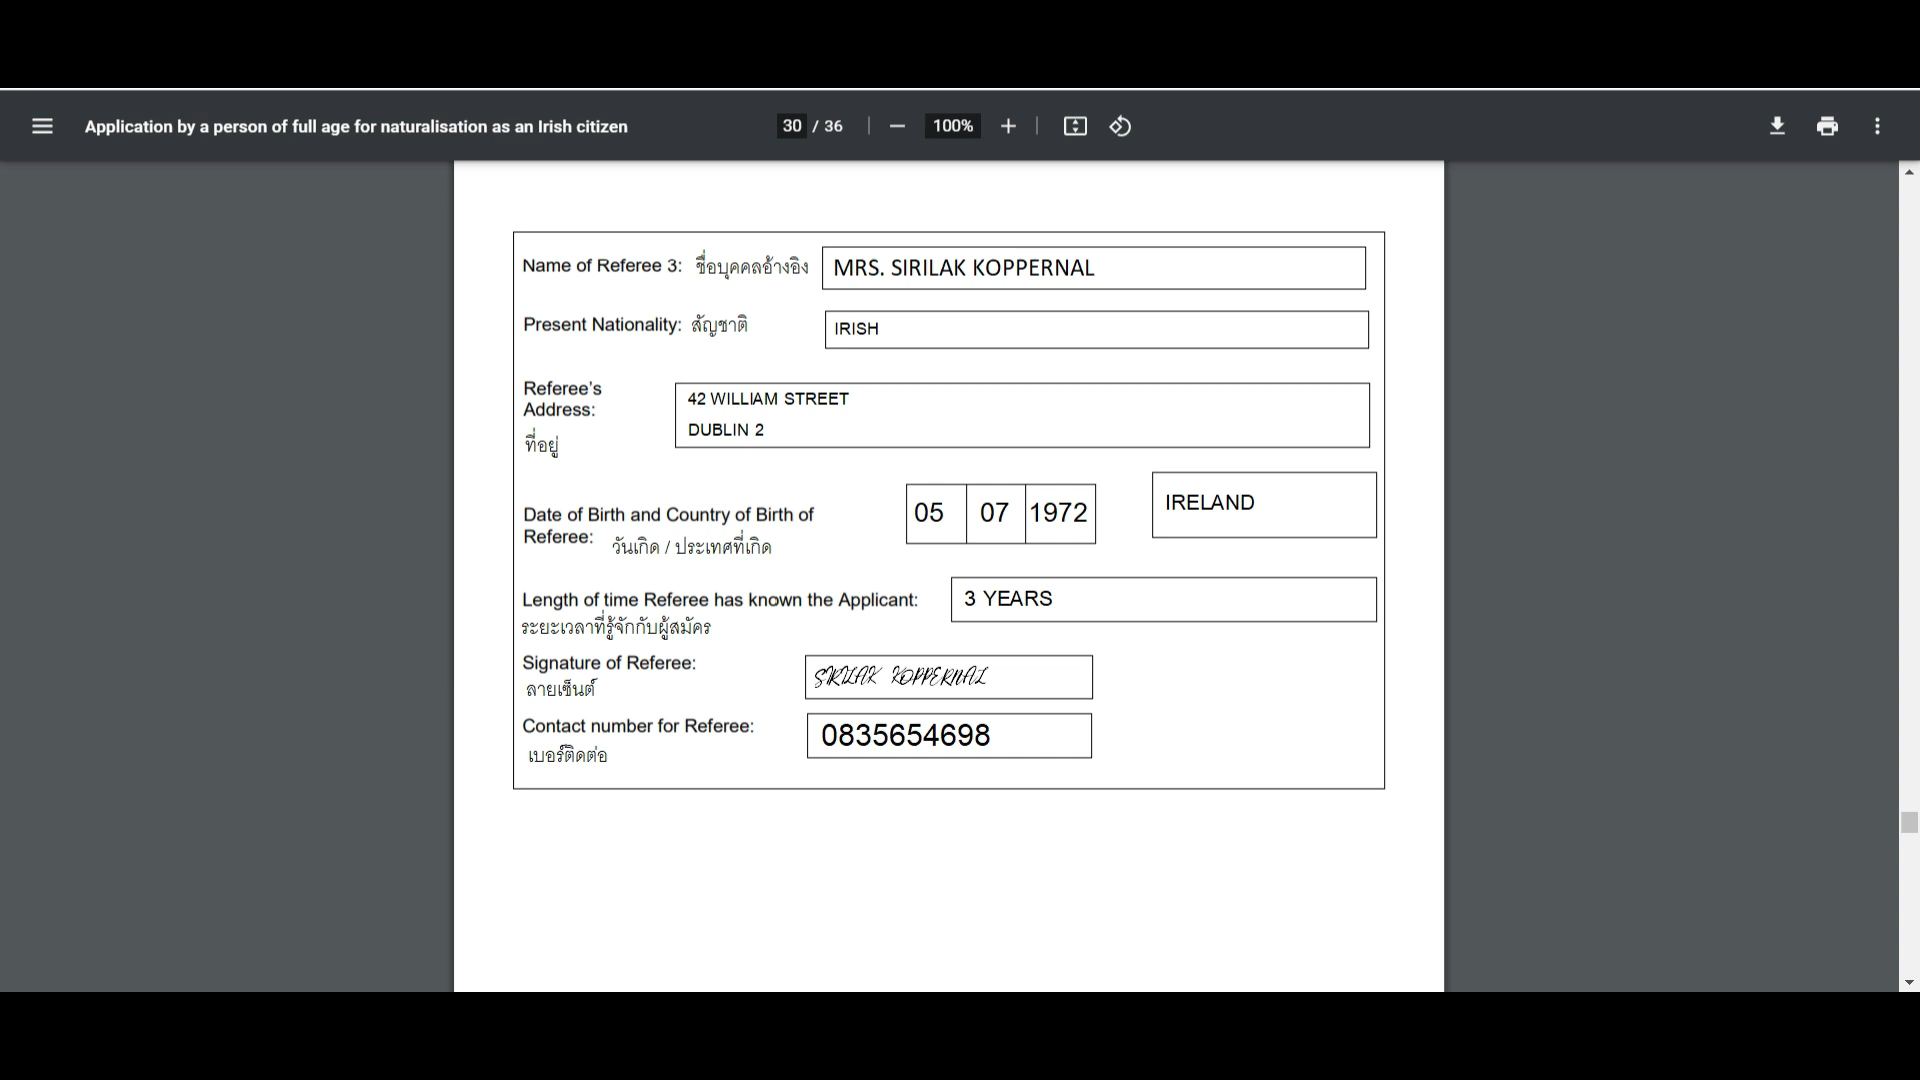 Application by a person of full age for naturalisation as an Irish citizen
30 / 36
100%
Name of Referee 3: ชื่อบุคคลอ้างอิง MRS. SIRILAK KOPPERNAL
Present Nationality: สัญชาติ IRISH
Referee's
Address:
ที่อยู่
42 WILLIAM STREET
DUBLIN 2
Date of Birth and Country of Birth of
Referee: วันเกิด / ประเทศที่เกิด
05 07 1972 IRELAND
Length of time Referee has known the Applicant: 3 YEARS
ระยะเวลาที่รู้จักกับผู้สมัคร
Signature of Referee: SIRILAK KOPPERNAL
ลายเซ็นต์
Contact number for Referee: 0835654698
เบอร์ติดต่อ